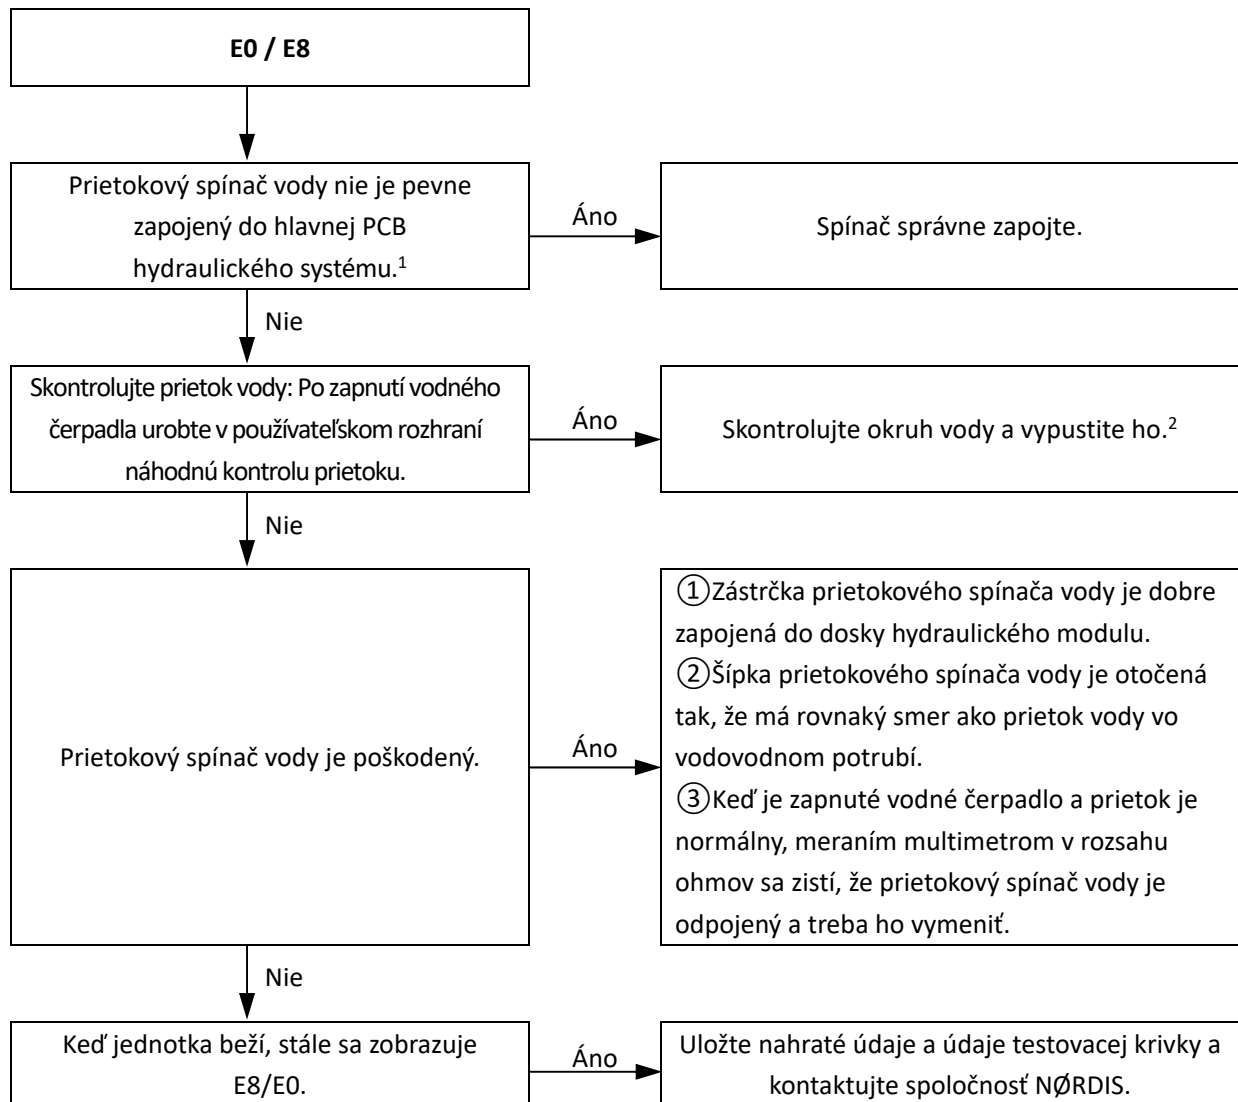 E0 / E8
Prietokový spínač vody nie je pevne
zapojený do hlavnej PCB
hydraulického systému.¹
Áno
Spínač správne zapojte.
Nie
Skontrolujte prietok vody: Po zapnutí vodného
čerpadla urobte v používateľskom rozhraní
náhodnú kontrolu prietoku.
Áno
Skontrolujte okruh vody a vypustite ho.²
Nie
Prietokový spínač vody je poškodený.
Áno
①Zástrčka prietokového spínača vody je dobre
zapojená do dosky hydraulického modulu.
②Šípka prietokového spínača vody je otočená
tak, že má rovnaký smer ako prietok vody vo
vodovodnom potrubí.
③Keď je zapnuté vodné čerpadlo a prietok je
normálny, meraním multimetrom v rozsahu
ohmov sa zistí, že prietokový spínač vody je
odpojený a treba ho vymeniť.
Nie
Keď jednotka beží, stále sa zobrazuje
E8/E0.
Áno
Uložte nahraté údaje a údaje testovacej krivky a
kontaktujte spoločnosť NØRDIS.